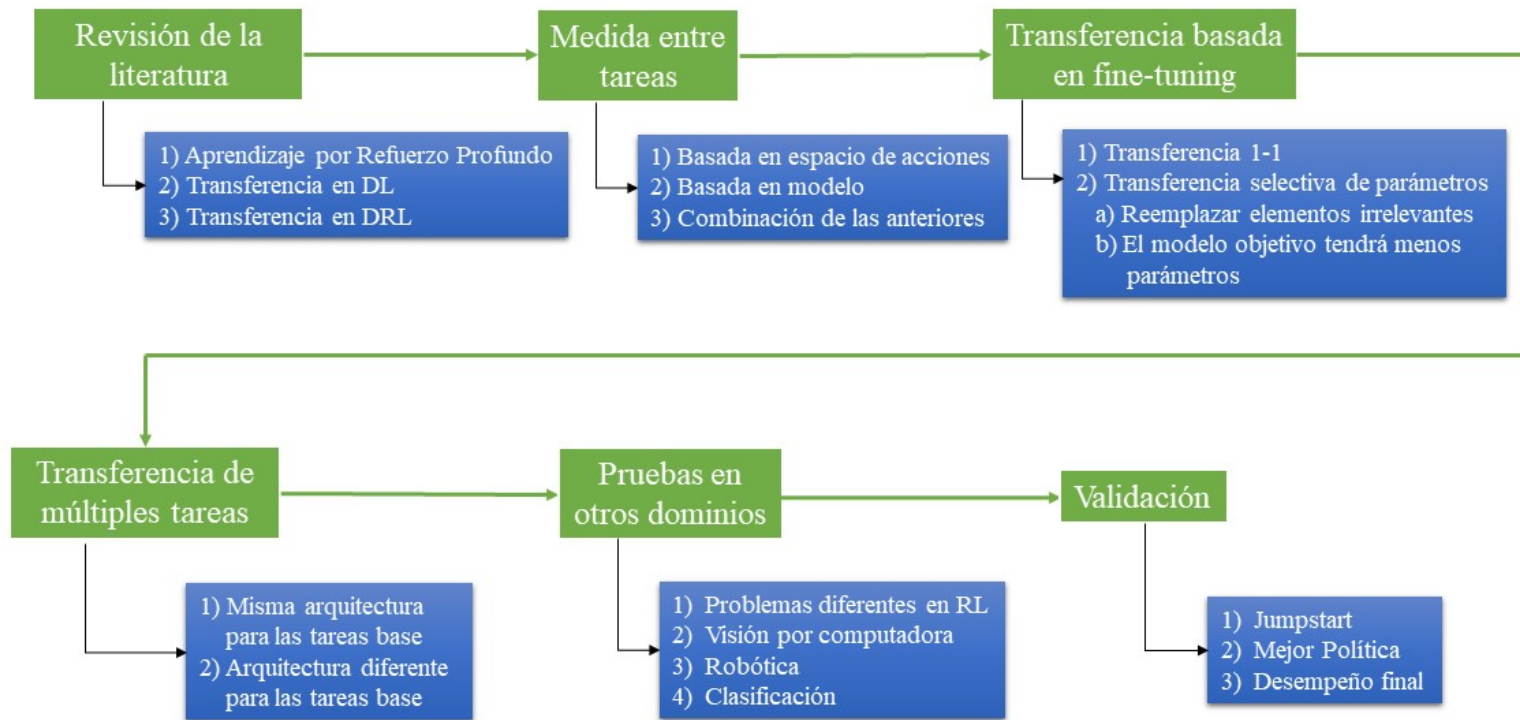 Revisión de la
literatura
1) Aprendizaje por Refuerzo Profundo
2) Transferencia en DL
3) Transferencia en DRL
Medida entre
tareas
1) Basada en espacio de acciones
2) Basada en modelo
3) Combinación de las anteriores
Transferencia basada
en fine-tuning
1) Transferencia 1-1
2) Transferencia selectiva de parámetros
a) Reemplazar elementos irrelevantes
b) El modelo objetivo tendrá menos
parámetros
Transferencia de
múltiples tareas
1) Misma arquitectura
para las tareas base
2) Arquitectura diferente
para las tareas base
Pruebas en
otros dominios
1) Problemas diferentes en RL
2) Visión por computadora
3) Robótica
4) Clasificación
Validación
1) Jumpstart
2) Mejor Política
3) Desempeño final